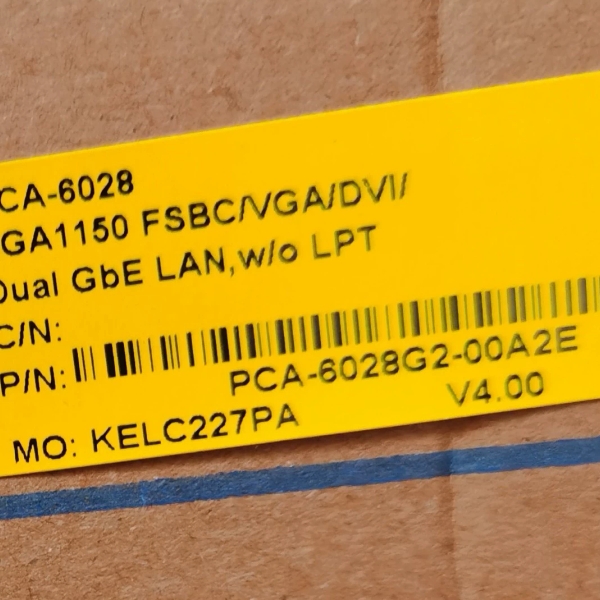 CA-6028
GA1150 FSBC/VGA/DVI/
Dual GbE LAN,w/o LPT
C/N:
P/N:
PCA-6028G2-00A2E
V4.00
MO: KELC227PA